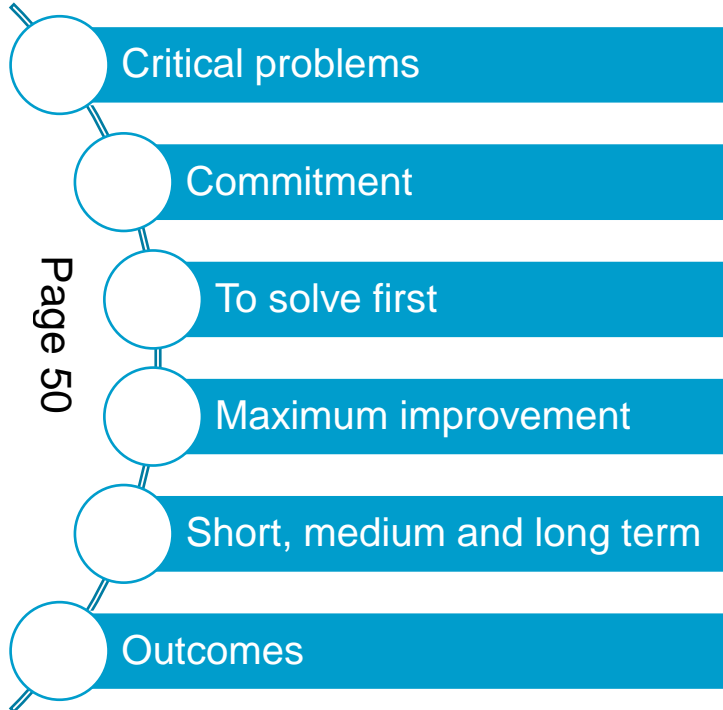 Critical problems
Commitment
To solve first
Maximum improvement
Short, medium and long term
Outcomes
Page 50